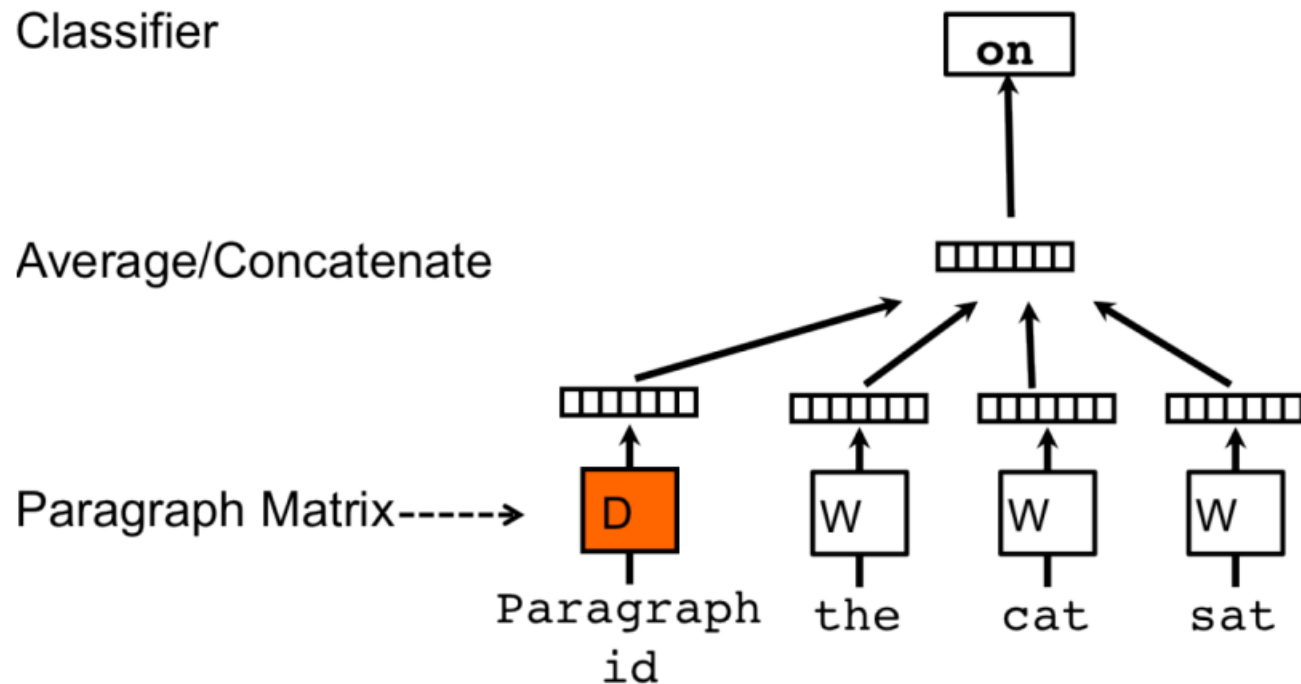 Classifier
on
Average/Concatenate
Paragraph Matrix
D
W
W
W
Paragraph
id
the
cat
sat